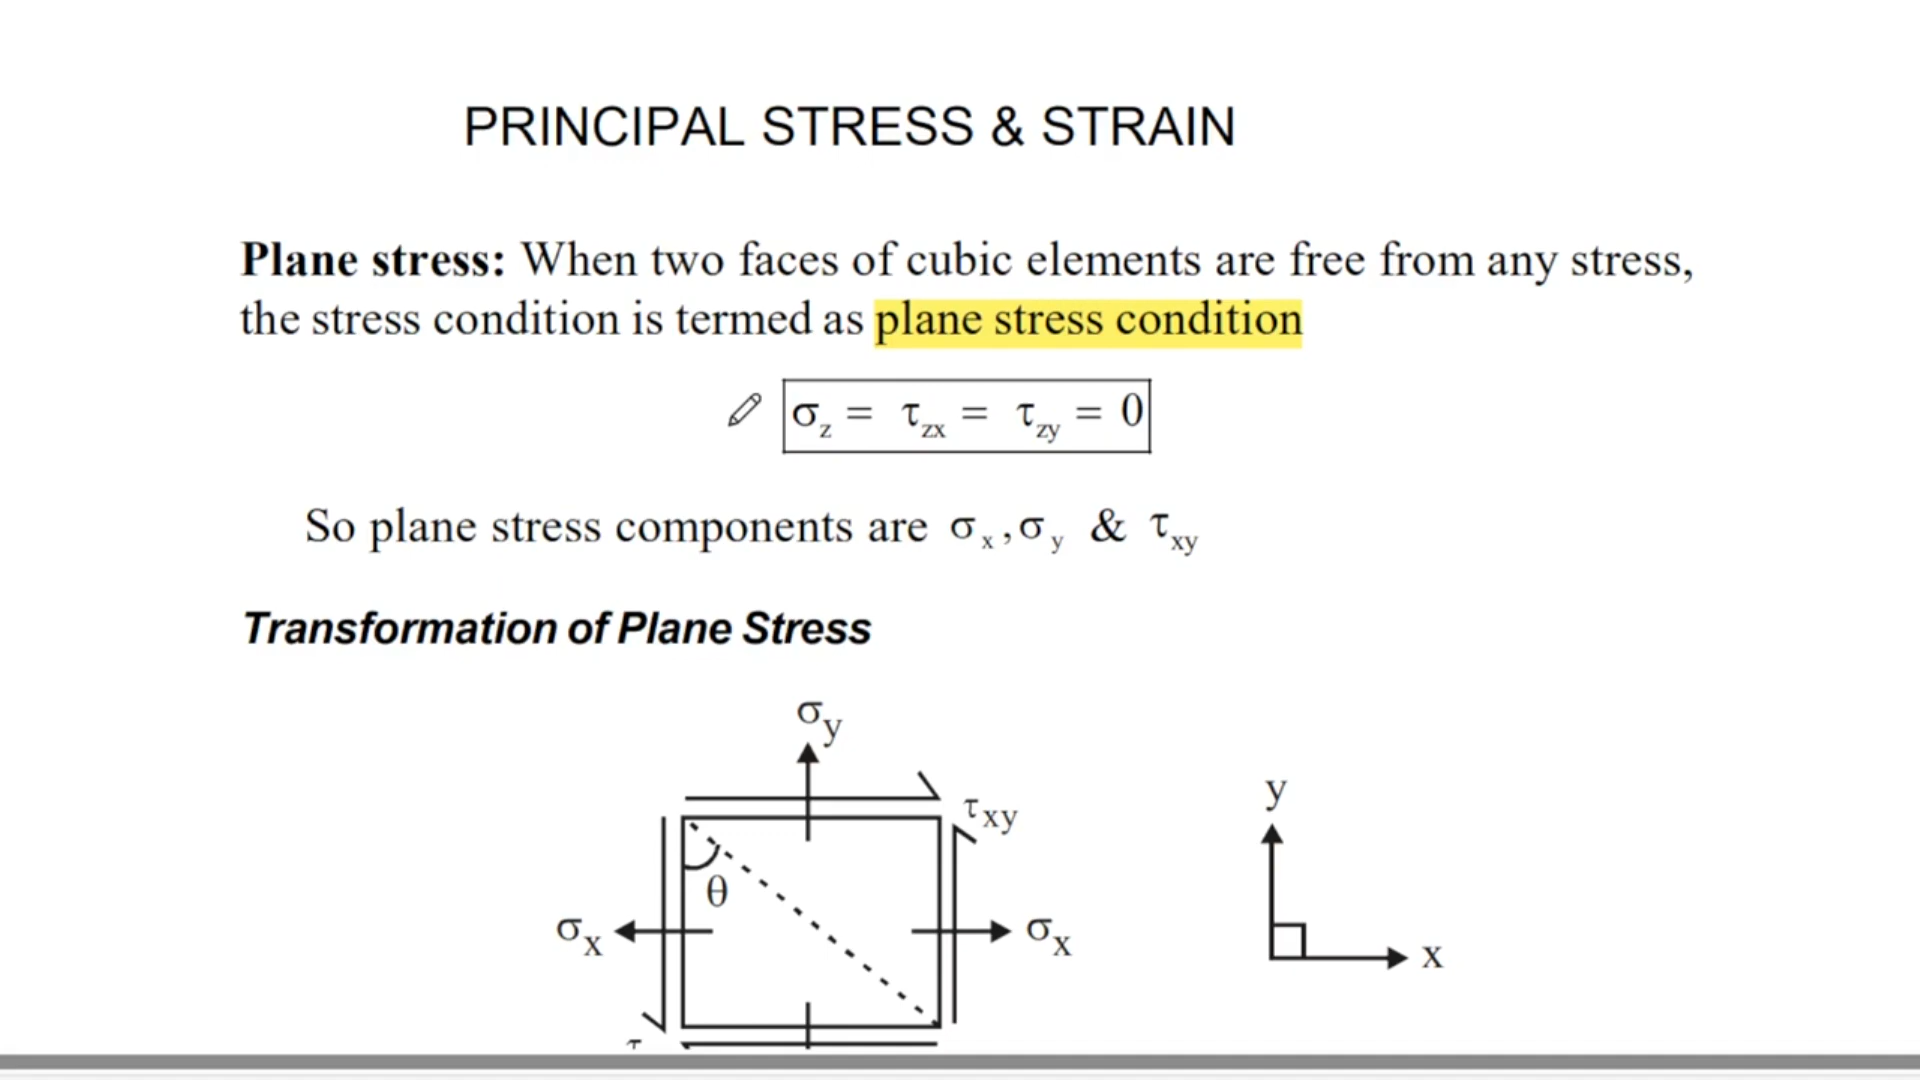 PRINCIPAL STRESS & STRAIN
Plane stress: When two faces of cubic elements are free from any stress,
the stress condition is termed as plane stress condition
σz = τzx = τzy = 0
So plane stress components are σx,σy & τxy
Transformation of Plane Stress
σy
τxy
y
θ
σx
σx
x